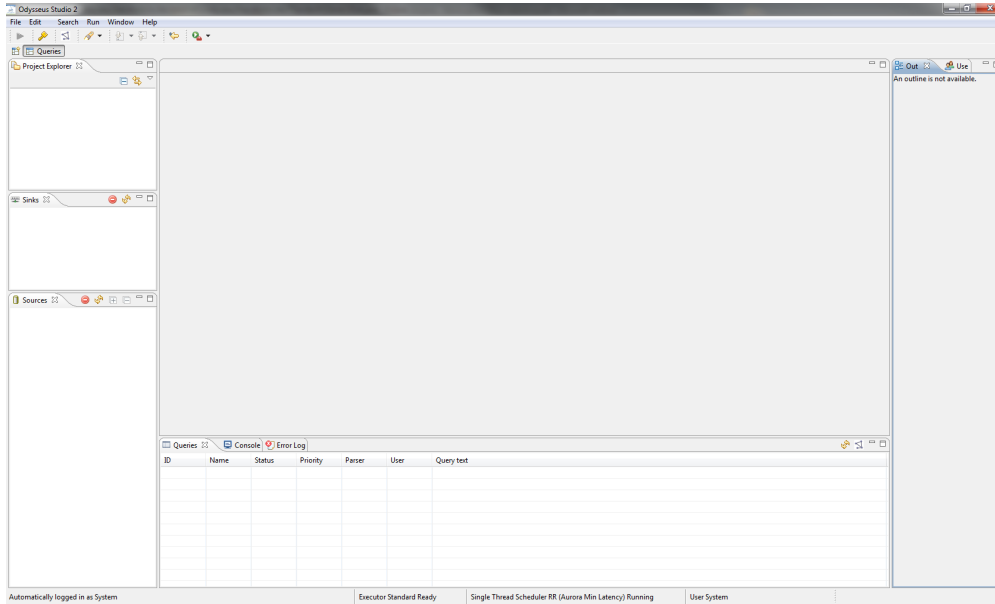 Odysseus Studio 2
File Edit Search Run Window Help
Queries
Project Explorer
Out Use
An outline is not available.
Sinks
Sources
Queries Console Error Log
ID Name Status Priority Parser User Query text
Automatically logged in as System Executor Standard Ready Single Thread Scheduler RR (Aurora Min Latency) Running User System